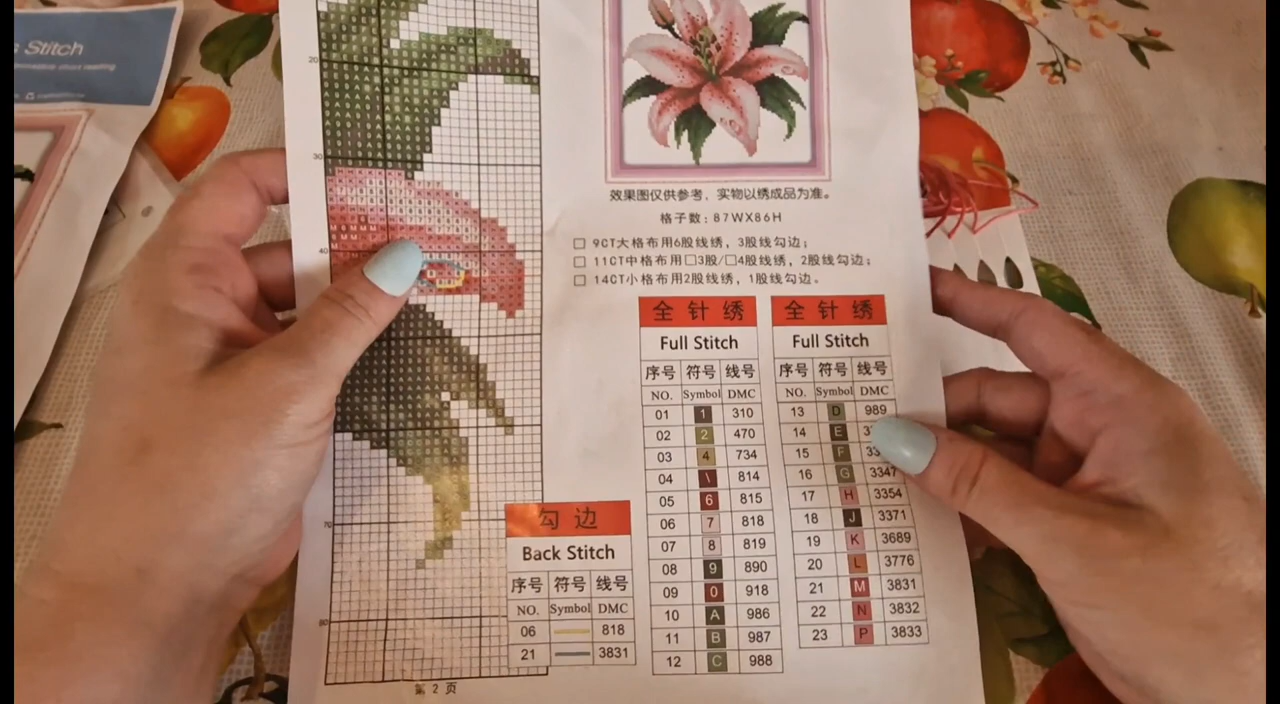 s Stitch
20
30
40
70
80
第 2 页
效果图仅供参考，实物以绣成品为准。
格子数：87WX86H
□ 9CT大格布用6股线绣，3股线勾边；
□ 11CT中格布用□3股/□4股线绣，2股线勾边；
□ 14CT小格布用2股线绣，1股线勾边。
勾 边
Back Stitch
序号 符号 线号
NO. Symbol DMC
06 818
21 3831
全 针 绣
Full Stitch
序号 符号 线号
NO. Symbol DMC
01 1 310
02 2 470
03 4 734
04 \ 814
05 6 815
06 7 818
07 8 819
08 9 890
09 0 918
10 A 986
11 B 987
12 C 988
全 针 绣
Full Stitch
序号 符号 线号
NO. Symbol DMC
13 D 989
14 E
15 F
16 G 3347
17 H 3354
18 J 3371
19 K 3689
20 L 3776
21 M 3831
22 N 3832
23 P 3833